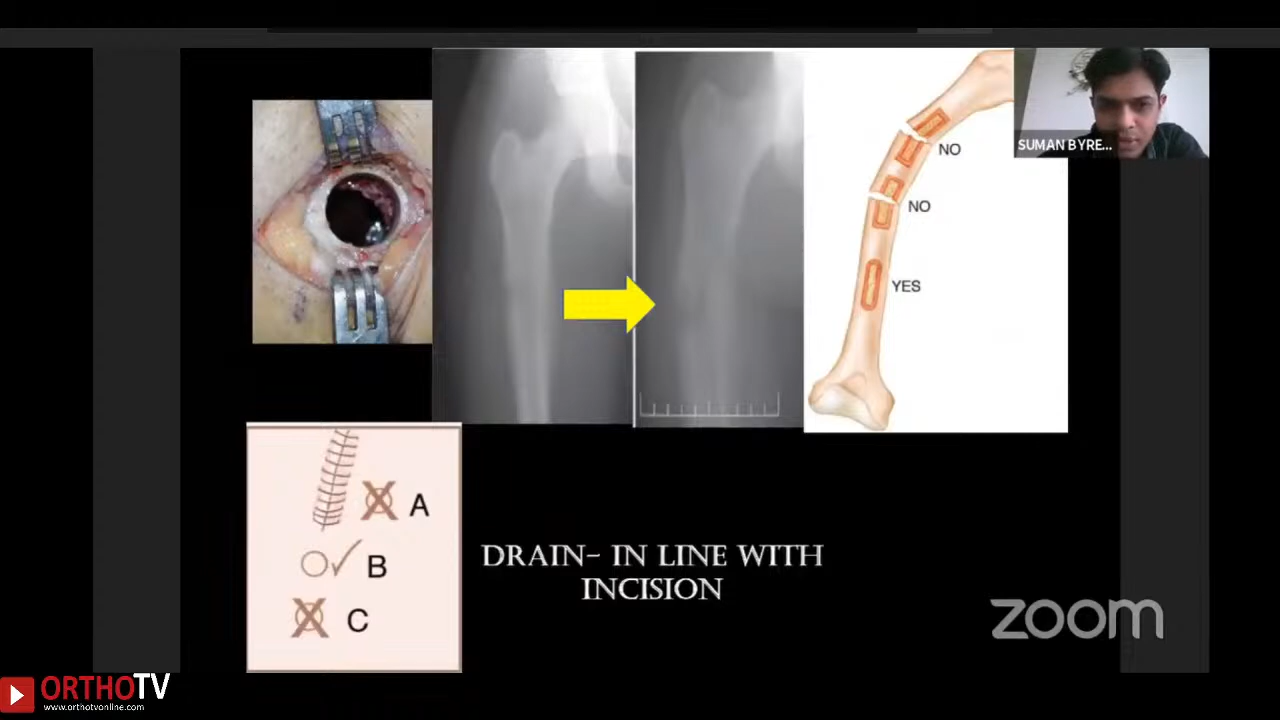 SUMAN BYRE...
NO
NO
YES
A
B
C
DRAIN- IN LINE WITH
INCISION
zoom
ORTHOTV
www.orthotvonline.com